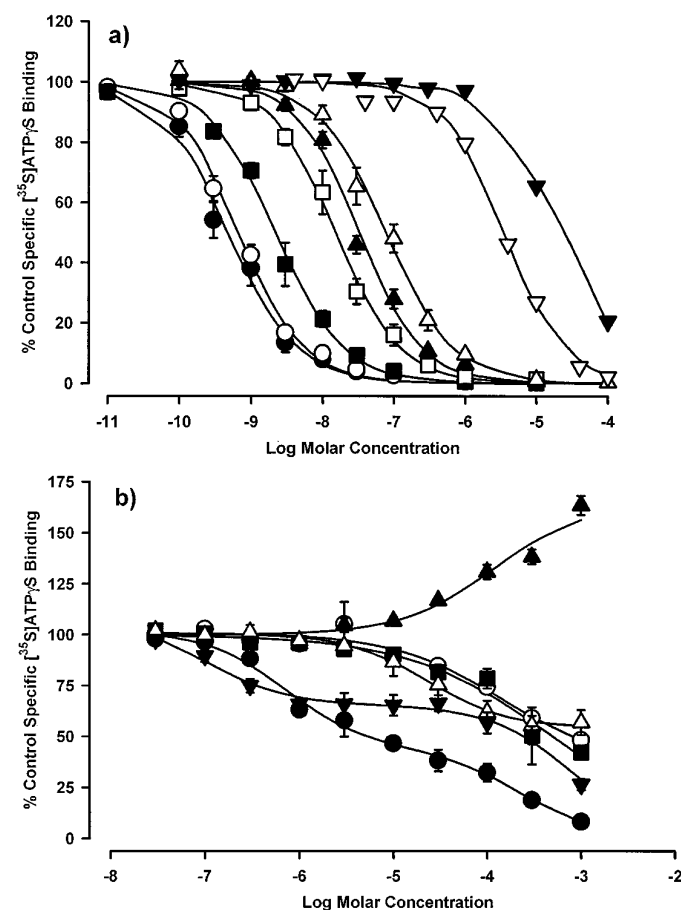 a)
% Control Specific [³⁵S]ATPγS Binding
120
100
80
60
40
20
0
-11 -10 -9 -8 -7 -6 -5 -4
Log Molar Concentration
b)
% Control Specific [³⁵S]ATPγS Binding
175
150
125
100
75
50
25
0
-8 -7 -6 -5 -4 -3 -2
Log Molar Concentration